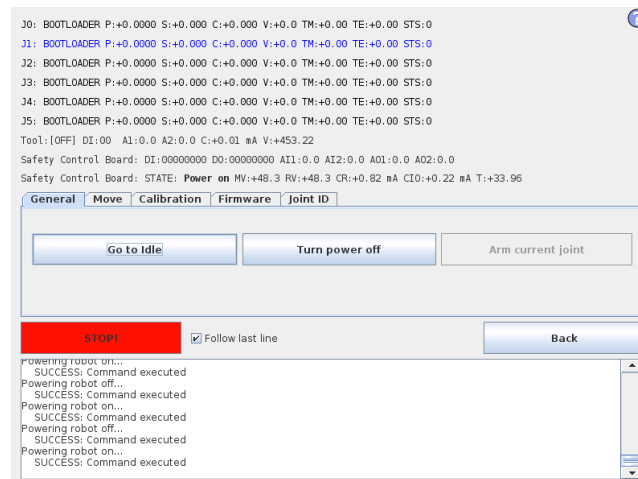 J0: BOOTLOADER P:+0.0000 S:+0.000 C:+0.000 V:+0.0 TM:+0.00 TE:+0.00 STS:0
J1: BOOTLOADER P:+0.0000 S:+0.000 C:+0.000 V:+0.0 TM:+0.00 TE:+0.00 STS:0
J2: BOOTLOADER P:+0.0000 S:+0.000 C:+0.000 V:+0.0 TM:+0.00 TE:+0.00 STS:0
J3: BOOTLOADER P:+0.0000 S:+0.000 C:+0.000 V:+0.0 TM:+0.00 TE:+0.00 STS:0
J4: BOOTLOADER P:+0.0000 S:+0.000 C:+0.000 V:+0.0 TM:+0.00 TE:+0.00 STS:0
J5: BOOTLOADER P:+0.0000 S:+0.000 C:+0.000 V:+0.0 TM:+0.00 TE:+0.00 STS:0
Tool:[OFF] DI:00 A1:0.0 A2:0.0 C:+0.01 mA V:+453.22
Safety Control Board: DI:00000000 DO:00000000 AI1:0.0 AI2:0.0 AO1:0.0 AO2:0.0
Safety Control Board: STATE: Power on MV:+48.3 RV:+48.3 CR:+0.82 mA CIO:+0.22 mA T:+33.96
General Move Calibration Firmware Joint ID
Go to Idle Turn power off Arm current joint
STOP! Follow last line Back
Powering robot on...
SUCCESS: Command executed
Powering robot off...
SUCCESS: Command executed
Powering robot on...
SUCCESS: Command executed
Powering robot off...
SUCCESS: Command executed
Powering robot on...
SUCCESS: Command executed